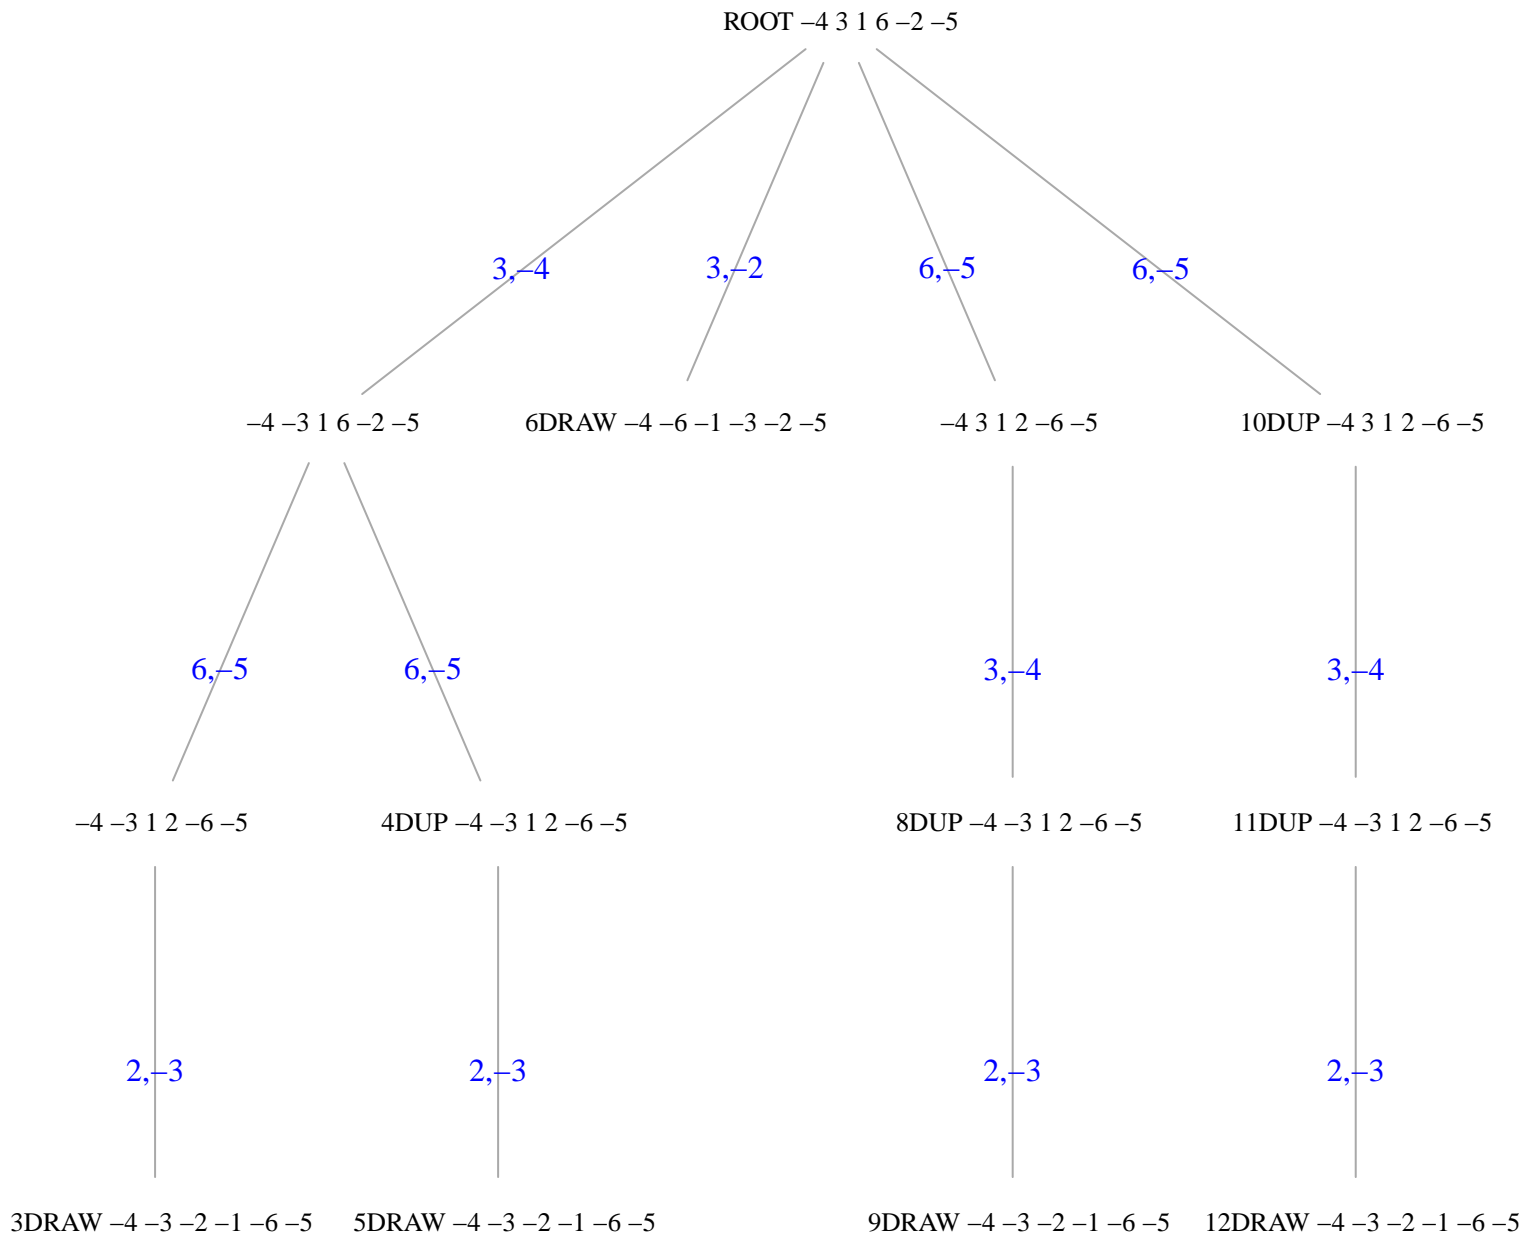 ROOT –4 3 1 6 –2 –5
3,–4
3,–2
6,–5
6,–5
–4 –3 1 6 –2 –5
6DRAW –4 –6 –1 –3 –2 –5
–4 3 1 2 –6 –5
10DUP –4 3 1 2 –6 –5
6,–5
6,–5
3,–4
3,–4
–4 –3 1 2 –6 –5
4DUP –4 –3 1 2 –6 –5
8DUP –4 –3 1 2 –6 –5
11DUP –4 –3 1 2 –6 –5
2,–3
2,–3
2,–3
2,–3
3DRAW –4 –3 –2 –1 –6 –5
5DRAW –4 –3 –2 –1 –6 –5
9DRAW –4 –3 –2 –1 –6 –5
12DRAW –4 –3 –2 –1 –6 –5